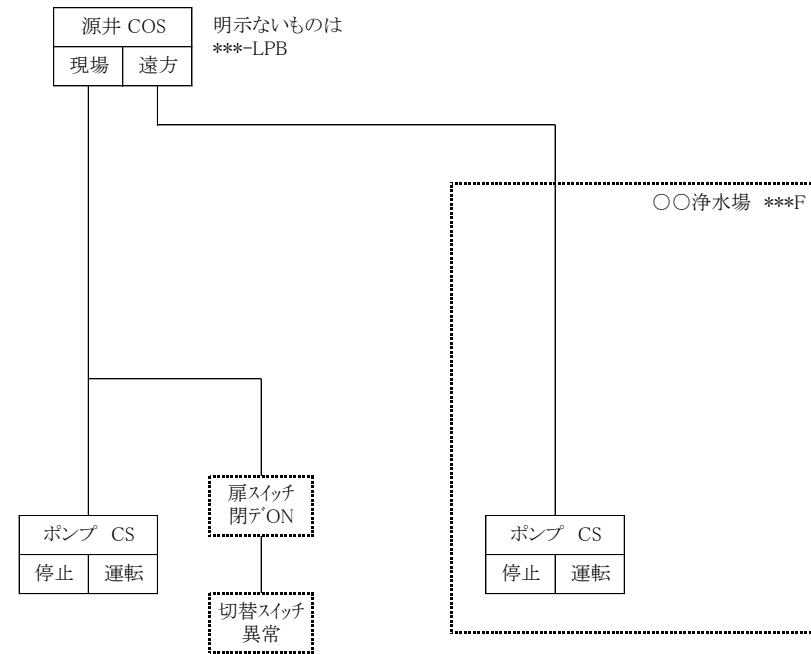 源井 COS
現場 遠方
明示ないものは
***-LPB
○○浄水場 ***F
扉スイッチ
閉デON
ポンプ CS
停止 運転
切替スイッチ
異常
ポンプ CS
停止 運転